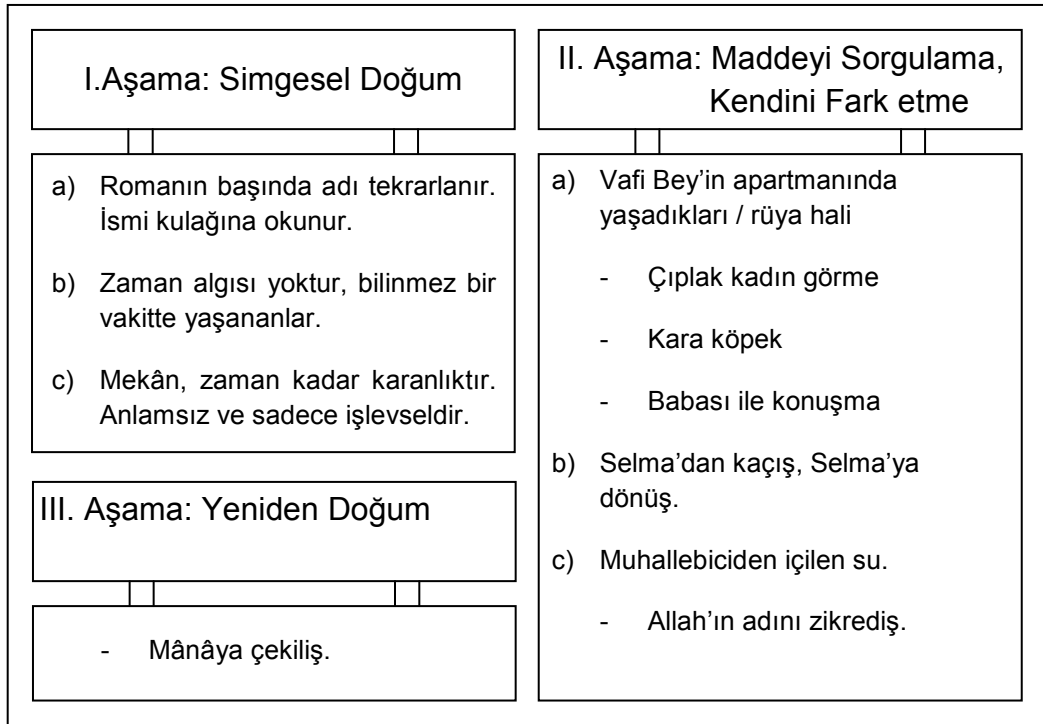 I.Aşama: Simgesel Doğum
a) Romanın başında adı tekrarlanır.
İsmi kulağına okunur.
b) Zaman algısı yoktur, bilinmez bir
vakitte yaşananlar.
c) Mekân, zaman kadar karanlıktır.
Anlamsız ve sadece işlevseldir.
II. Aşama: Maddeyi Sorgulama,
Kendini Fark etme
a) Vafi Bey’in apartmanında
yaşadıkları / rüya hali
- Çıplak kadın görme
- Kara köpek
- Babası ile konuşma
b) Selma’dan kaçış, Selma’ya
dönüş.
c) Muhallebiciden içilen su.
- Allah’ın adını zikrediş.
III. Aşama: Yeniden Doğum
- Mânâya çekiliş.